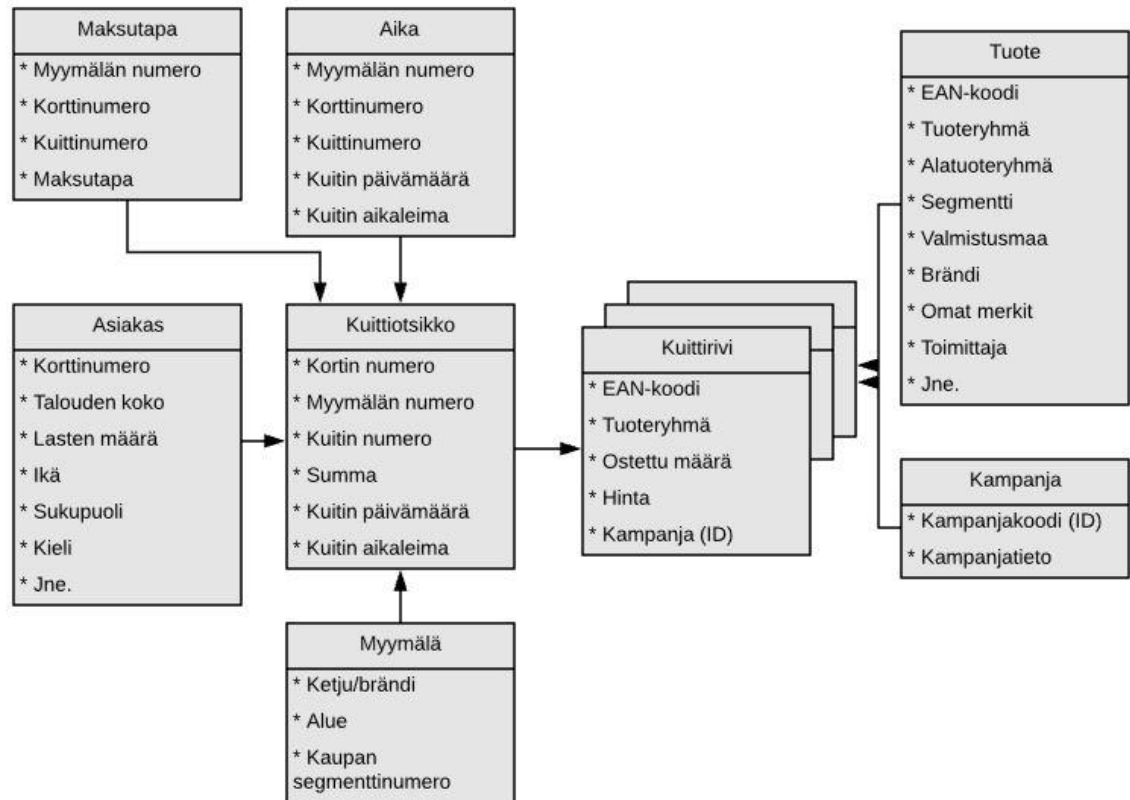 Maksutapa
* Myymälän numero
* Korttinumero
* Kuittinumero
* Maksutapa
Aika
* Myymälän numero
* Korttinumero
* Kuittinumero
* Kuitin päivämäärä
* Kuitin aikaleima
Tuote
* EAN-koodi
* Tuoteryhmä
* Alatuoteryhmä
* Segmentti
* Valmistusmaa
* Brändi
* Omat merkit
* Toimittaja
* Jne.
Asiakas
* Korttinumero
* Talouden koko
* Lasten määrä
* Ikä
* Sukupuoli
* Kieli
* Jne.
Kuittiotsikko
* Kortin numero
* Myymälän numero
* Kuitin numero
* Summa
* Kuitin päivämäärä
* Kuitin aikaleima
Kuittirivi
* EAN-koodi
* Tuoteryhmä
* Ostettu määrä
* Hinta
* Kampanja (ID)
Kampanja
* Kampanjakoodi (ID)
* Kampanjatieto
Myymälä
* Ketju/brändi
* Alue
* Kaupan
segmenttinumero